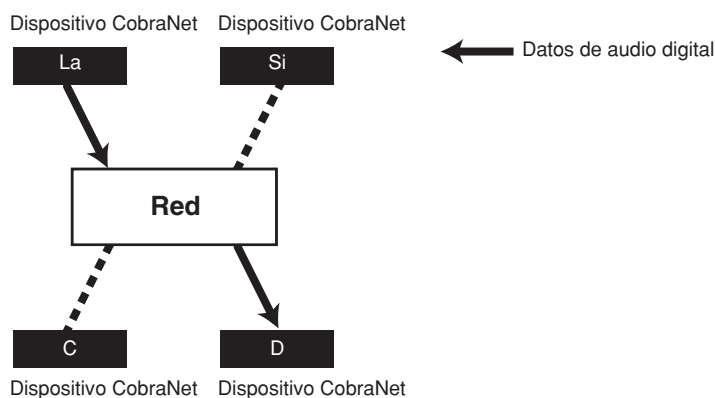 Dispositivo CobraNet Dispositivo CobraNet
La Si
Datos de audio digital
Red
C D
Dispositivo CobraNet Dispositivo CobraNet